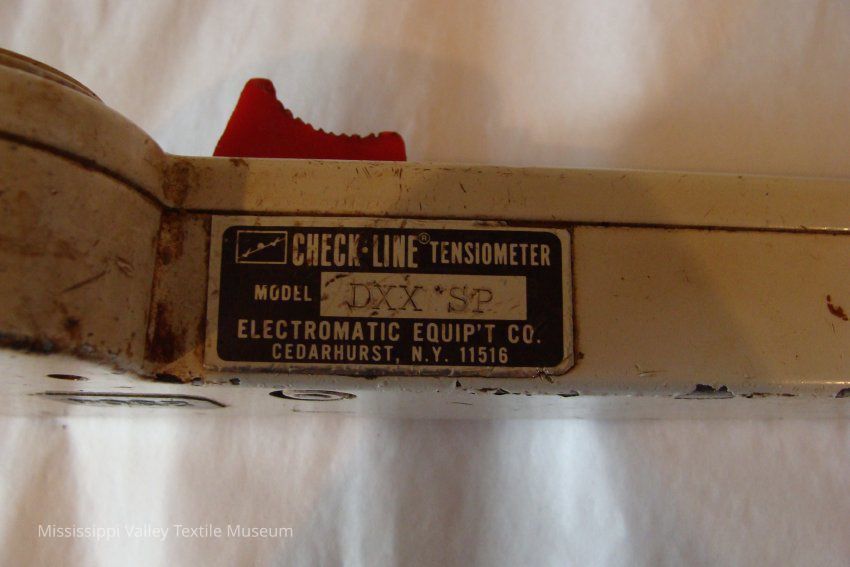 CHECK·LINE® TENSIOMETER
MODEL DXX SP
ELECTROMATIC EQUIP'T CO.
CEDARHURST, N.Y. 11516
Mississippi Valley Textile Museum